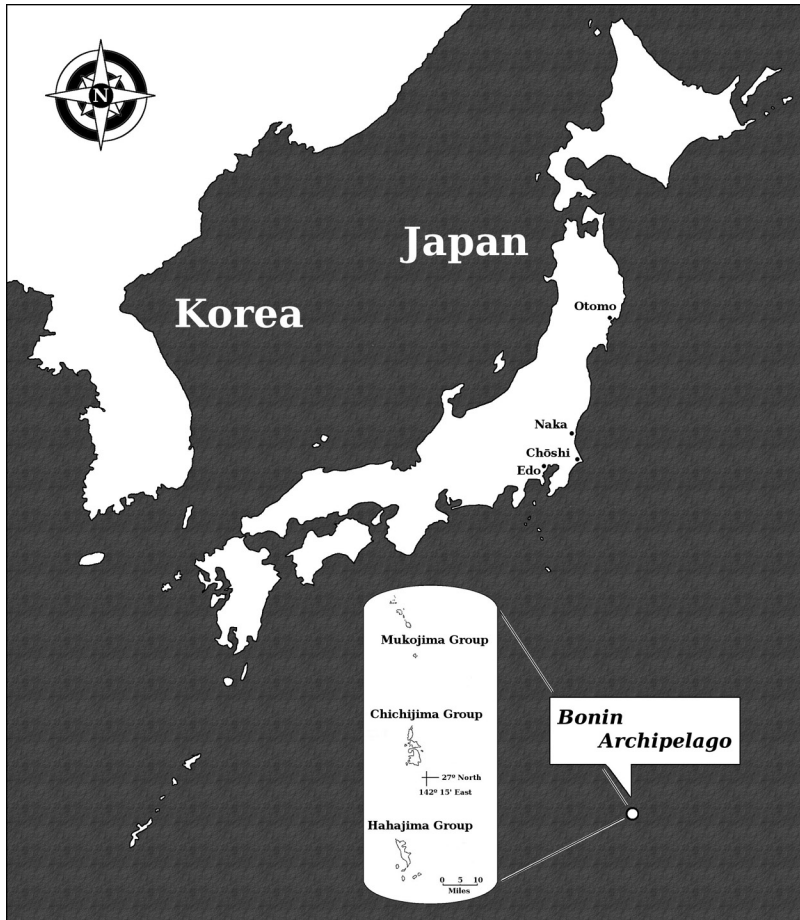 N
Japan
Korea
Otomo
Naka
Chōshi
Edo
Mukojima Group
Chichijima Group
27º North
142º 15' East
Hahajima Group
0 5 10
Miles
Bonin
Archipelago